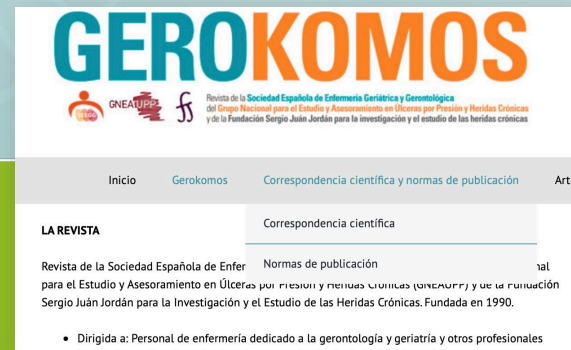 GEROKOMOS
GNEAUPP
Revista de la Sociedad Española de Enfermería Geriátrica y Gerontológica
del Grupo Nacional para el Estudio y Asesoramiento en Úlceras por Presión y Heridas Crónicas
y de la Fundación Sergio Juán Jordán para la investigación y el estudio de las heridas crónicas
Inicio Gerokomos Correspondencia científica y normas de publicación Art
Correspondencia científica
LA REVISTA
Normas de publicación
Revista de la Sociedad Española de Enfer nal
para el Estudio y Asesoramiento en Úlceras por Presión y Heridas Crónicas (GNEAUPP) y de la Fundación
Sergio Juán Jordán para la Investigación y el Estudio de las Heridas Crónicas. Fundada en 1990.
• Dirigida a: Personal de enfermería dedicado a la gerontología y geriatría y otros profesionales